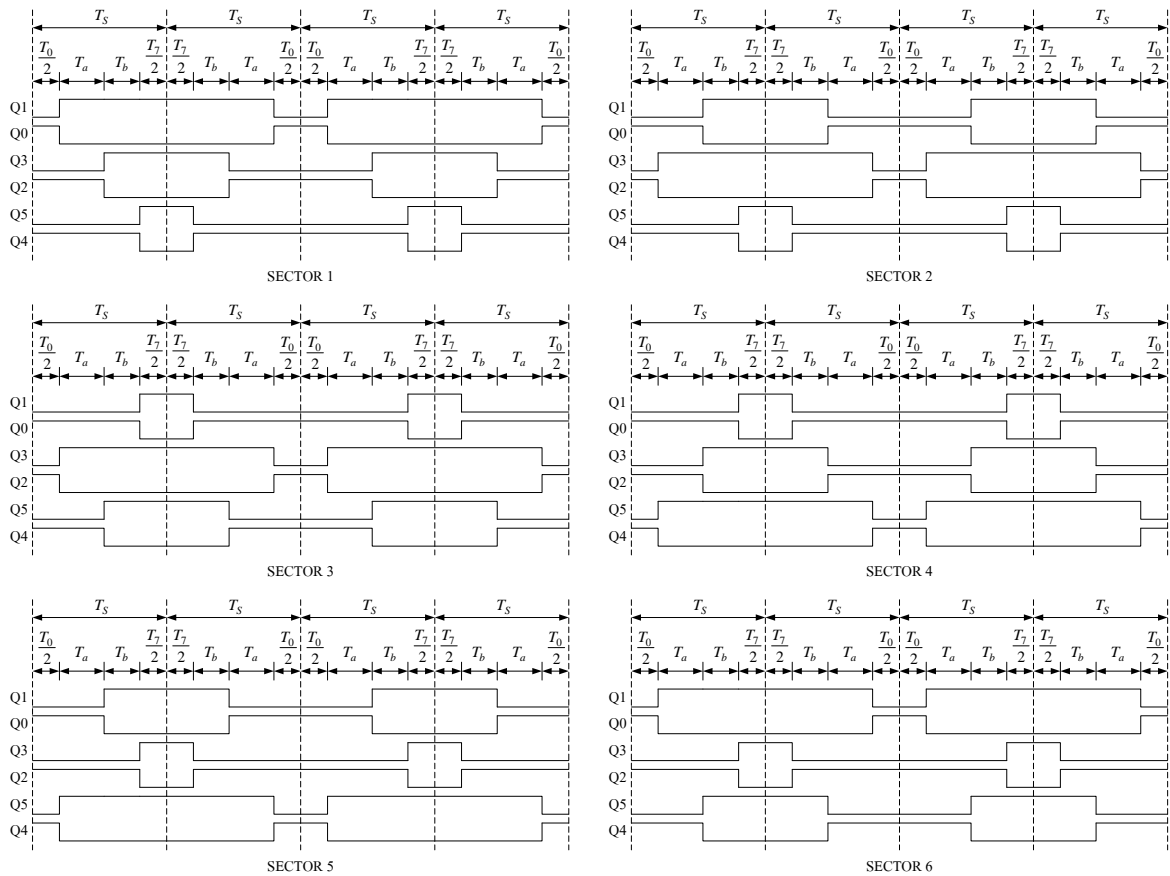 T_S T_S T_S T_S
T_0/2 T_a T_b T_7/2 T_7/2 T_b T_a T_0/2 T_0/2 T_a T_b T_7/2 T_7/2 T_b T_a T_0/2
Q1
Q0
Q3
Q2
Q5
Q4
SECTOR 1
T_S T_S T_S T_S
T_0/2 T_a T_b T_7/2 T_7/2 T_b T_a T_0/2 T_0/2 T_a T_b T_7/2 T_7/2 T_b T_a T_0/2
Q1
Q0
Q3
Q2
Q5
Q4
SECTOR 2
T_S T_S T_S T_S
T_0/2 T_a T_b T_7/2 T_7/2 T_b T_a T_0/2 T_0/2 T_a T_b T_7/2 T_7/2 T_b T_a T_0/2
Q1
Q0
Q3
Q2
Q5
Q4
SECTOR 3
T_S T_S T_S T_S
T_0/2 T_a T_b T_7/2 T_7/2 T_b T_a T_0/2 T_0/2 T_a T_b T_7/2 T_7/2 T_b T_a T_0/2
Q1
Q0
Q3
Q2
Q5
Q4
SECTOR 4
T_S T_S T_S T_S
T_0/2 T_a T_b T_7/2 T_7/2 T_b T_a T_0/2 T_0/2 T_a T_b T_7/2 T_7/2 T_b T_a T_0/2
Q1
Q0
Q3
Q2
Q5
Q4
SECTOR 5
T_S T_S T_S T_S
T_0/2 T_a T_b T_7/2 T_7/2 T_b T_a T_0/2 T_0/2 T_a T_b T_7/2 T_7/2 T_b T_a T_0/2
Q1
Q0
Q3
Q2
Q5
Q4
SECTOR 6